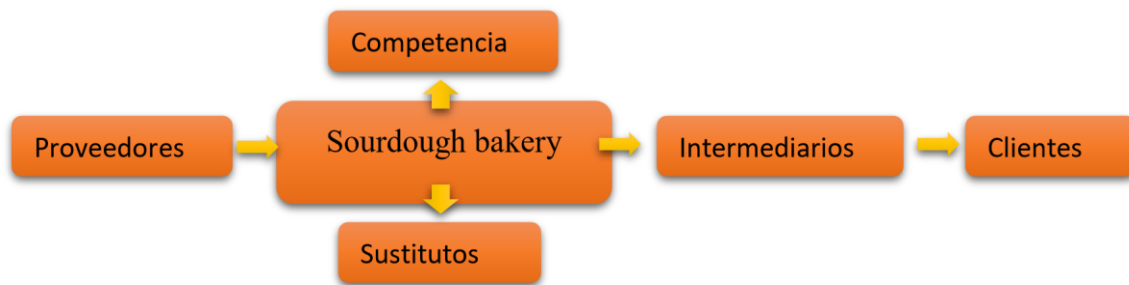 Competencia
Proveedores
Sourdough bakery
Intermediarios
Clientes
Sustitutos